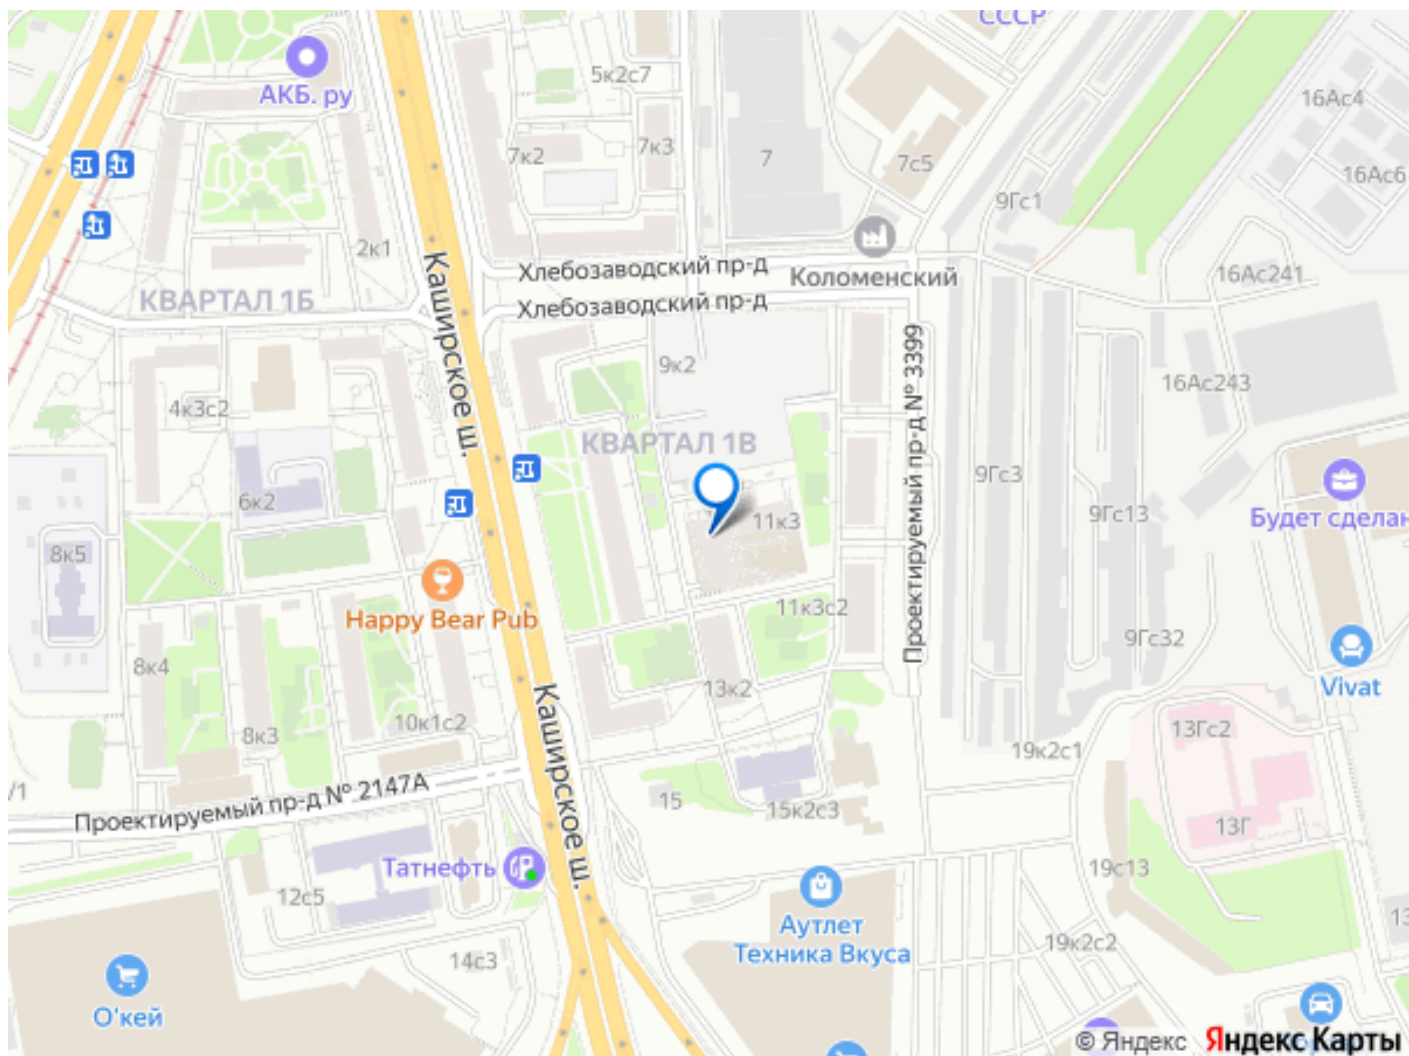 СССР
АКБ. ру
5к2с7
16Ас4
7к2
7к3
7
7с5
16Ас6
9Гс1
2к1
Каширское ш.
Хлебозаводский пр-д
Коломенский
16Ас241
КВАРТАЛ 1Б
Хлебозаводский пр-д
9к2
Проектируемый пр-д № 3399
16Ас243
4к3с2
КВАРТАЛ 1В
9Гс3
6к2
11к3
9Гс13
Будет сделан
8к5
Happy Bear Pub
11к3с2
9Гс32
8к4
13к2
Vivat
10к1с2
8к3
Каширское ш.
19к2с1
13Гс2
/1
Проектируемый пр-д № 2147А
15
15к2с3
13Г
Татнефть
19с13
12с5
Аутлет
Техника Вкуса
13
19к2с2
14с3
О'кей
© Яндекс Яндекс Карты